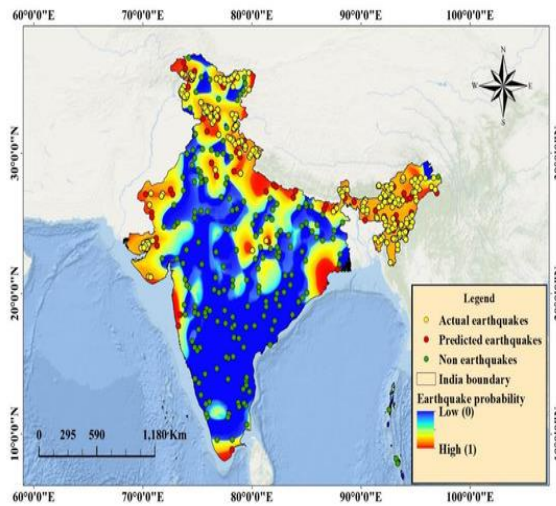 60°0'0"E 70°0'0"E 80°0'0"E 90°0'0"E 100°0'0"E
N
W E
S
30°0'0"N
20°0'0"N
10°0'0"N
Legend
Actual earthquakes
Predicted earthquakes
Non earthquakes
India boundary
Earthquake probability
Low (0)
High (1)
0 295 590 1,180 Km
60°0'0"E 70°0'0"E 80°0'0"E 90°0'0"E 100°0'0"E